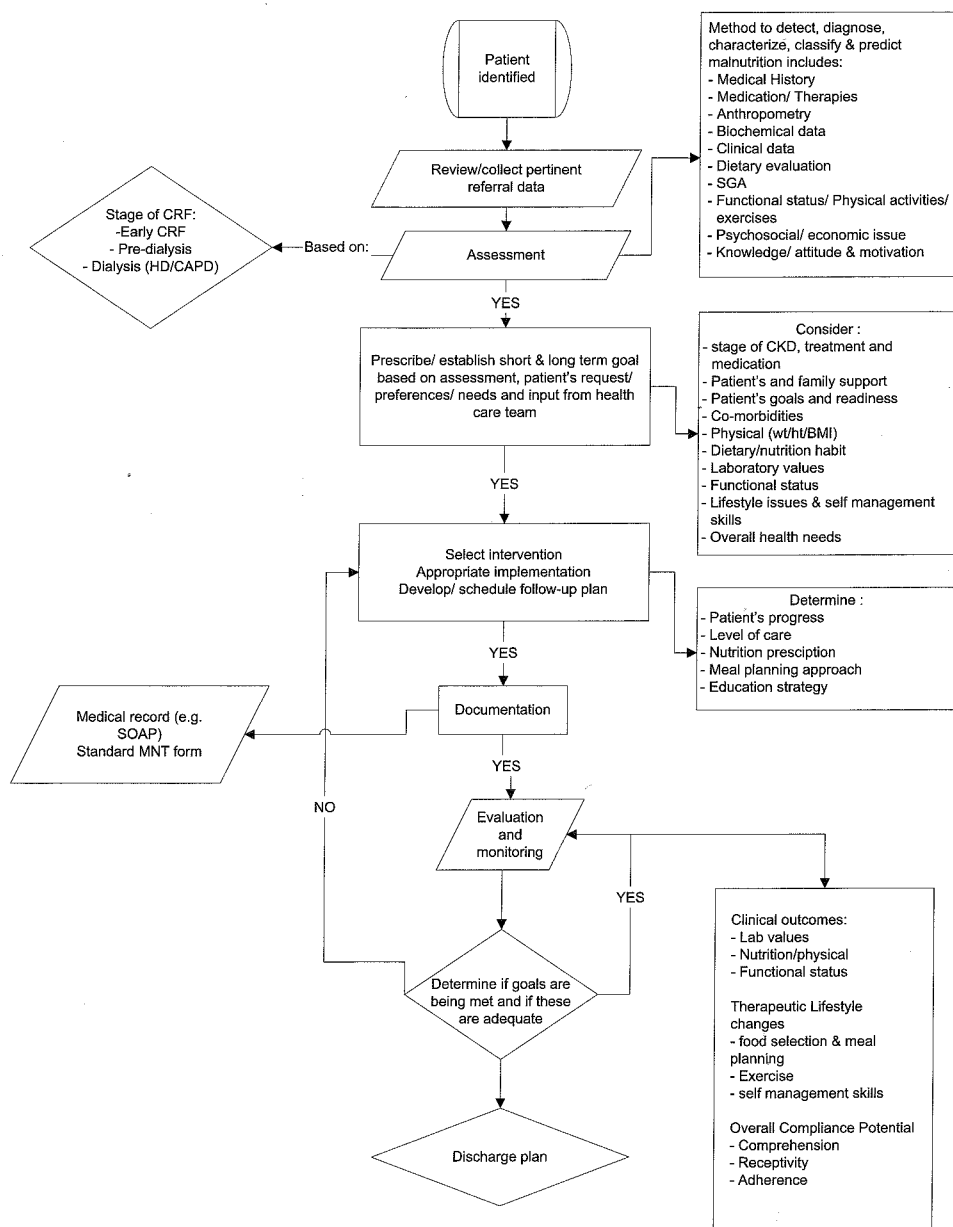 Patient
identified
Method to detect, diagnose,
characterize, classify & predict
malnutrition includes:
- Medical History
- Medication/ Therapies
- Anthropometry
- Biochemical data
- Clinical data
- Dietary evaluation
- SGA
- Functional status/ Physical activities/
exercises
- Psychosocial/ economic issue
- Knowledge/ attitude & motivation
Review/collect pertinent
referral data
Stage of CRF:
-Early CRF
- Pre-dialysis
- Dialysis (HD/CAPD)
Based on:
Assessment
YES
Prescribe/ establish short & long term goal
based on assessment, patient's request/
preferences/ needs and input from health
care team
Consider :
- stage of CKD, treatment and
medication
- Patient's and family support
- Patient's goals and readiness
- Co-morbidities
- Physical (wt/ht/BMI)
- Dietary/nutrition habit
- Laboratory values
- Functional status
- Lifestyle issues & self management
skills
- Overall health needs
YES
Select intervention
Appropriate implementation
Develop/ schedule follow-up plan
Determine :
- Patient's progress
- Level of care
- Nutrition presciption
- Meal planning approach
- Education strategy
YES
Documentation
Medical record (e.g.
SOAP)
Standard MNT form
YES
NO
Evaluation
and
monitoring
YES
Clinical outcomes:
- Lab values
- Nutrition/physical
- Functional status
Therapeutic Lifestyle
changes
- food selection & meal
planning
- Exercise
- self management skills
Overall Compliance Potential
- Comprehension
- Receptivity
- Adherence
Determine if goals are
being met and if these
are adequate
Discharge plan